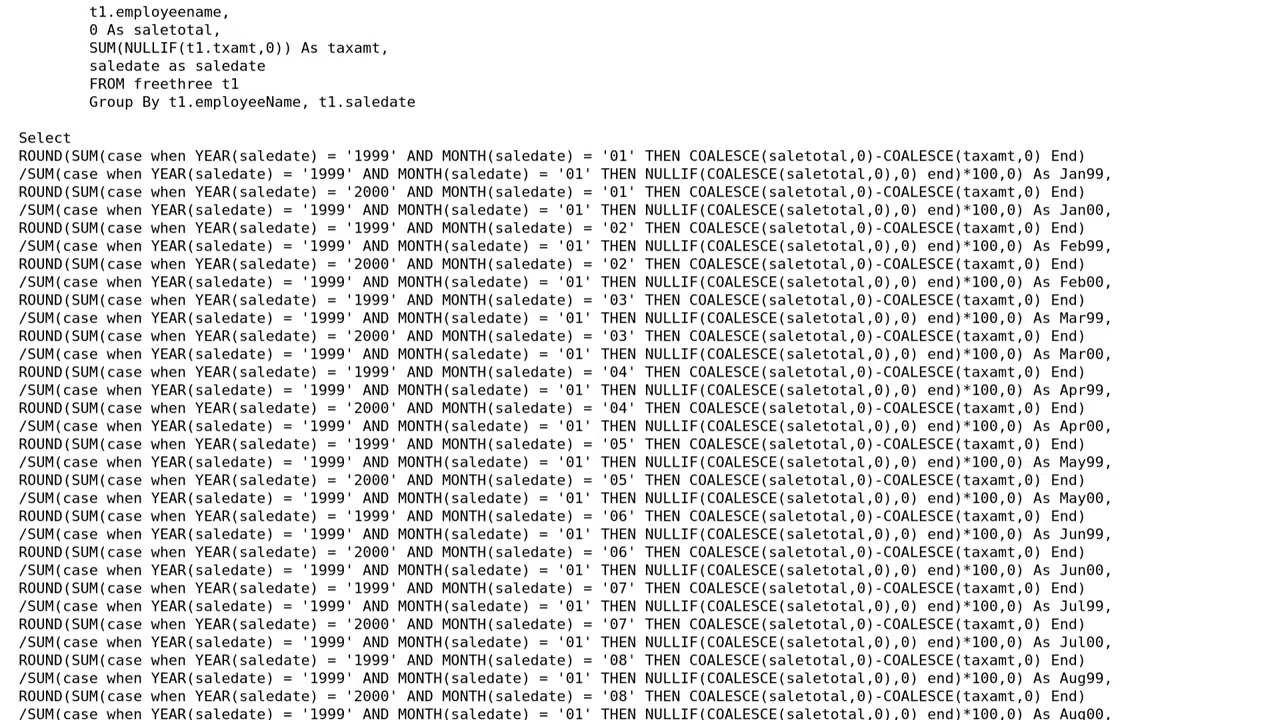 t1.employeename,
0 As saletotal,
SUM(NULLIF(t1.txamt,0)) As taxamt,
saledate as saledate
FROM freethree t1
Group By t1.employeeName, t1.saledate
Select
ROUND(SUM(case when YEAR(saledate) = '1999' AND MONTH(saledate) = '01' THEN COALESCE(saletotal,0)-COALESCE(taxamt,0) End)
/SUM(case when YEAR(saledate) = '1999' AND MONTH(saledate) = '01' THEN NULLIF(COALESCE(saletotal,0),0) end)*100,0) As Jan99,
ROUND(SUM(case when YEAR(saledate) = '2000' AND MONTH(saledate) = '01' THEN COALESCE(saletotal,0)-COALESCE(taxamt,0) End)
/SUM(case when YEAR(saledate) = '1999' AND MONTH(saledate) = '01' THEN NULLIF(COALESCE(saletotal,0),0) end)*100,0) As Jan00,
ROUND(SUM(case when YEAR(saledate) = '1999' AND MONTH(saledate) = '02' THEN COALESCE(saletotal,0)-COALESCE(taxamt,0) End)
/SUM(case when YEAR(saledate) = '1999' AND MONTH(saledate) = '01' THEN NULLIF(COALESCE(saletotal,0),0) end)*100,0) As Feb99,
ROUND(SUM(case when YEAR(saledate) = '2000' AND MONTH(saledate) = '02' THEN COALESCE(saletotal,0)-COALESCE(taxamt,0) End)
/SUM(case when YEAR(saledate) = '1999' AND MONTH(saledate) = '01' THEN NULLIF(COALESCE(saletotal,0),0) end)*100,0) As Feb00,
ROUND(SUM(case when YEAR(saledate) = '1999' AND MONTH(saledate) = '03' THEN COALESCE(saletotal,0)-COALESCE(taxamt,0) End)
/SUM(case when YEAR(saledate) = '1999' AND MONTH(saledate) = '01' THEN NULLIF(COALESCE(saletotal,0),0) end)*100,0) As Mar99,
ROUND(SUM(case when YEAR(saledate) = '2000' AND MONTH(saledate) = '03' THEN COALESCE(saletotal,0)-COALESCE(taxamt,0) End)
/SUM(case when YEAR(saledate) = '1999' AND MONTH(saledate) = '01' THEN NULLIF(COALESCE(saletotal,0),0) end)*100,0) As Mar00,
ROUND(SUM(case when YEAR(saledate) = '1999' AND MONTH(saledate) = '04' THEN COALESCE(saletotal,0)-COALESCE(taxamt,0) End)
/SUM(case when YEAR(saledate) = '1999' AND MONTH(saledate) = '01' THEN NULLIF(COALESCE(saletotal,0),0) end)*100,0) As Apr99,
ROUND(SUM(case when YEAR(saledate) = '2000' AND MONTH(saledate) = '04' THEN COALESCE(saletotal,0)-COALESCE(taxamt,0) End)
/SUM(case when YEAR(saledate) = '1999' AND MONTH(saledate) = '01' THEN NULLIF(COALESCE(saletotal,0),0) end)*100,0) As Apr00,
ROUND(SUM(case when YEAR(saledate) = '1999' AND MONTH(saledate) = '05' THEN COALESCE(saletotal,0)-COALESCE(taxamt,0) End)
/SUM(case when YEAR(saledate) = '1999' AND MONTH(saledate) = '01' THEN NULLIF(COALESCE(saletotal,0),0) end)*100,0) As May99,
ROUND(SUM(case when YEAR(saledate) = '2000' AND MONTH(saledate) = '05' THEN COALESCE(saletotal,0)-COALESCE(taxamt,0) End)
/SUM(case when YEAR(saledate) = '1999' AND MONTH(saledate) = '01' THEN NULLIF(COALESCE(saletotal,0),0) end)*100,0) As May00,
ROUND(SUM(case when YEAR(saledate) = '1999' AND MONTH(saledate) = '06' THEN COALESCE(saletotal,0)-COALESCE(taxamt,0) End)
/SUM(case when YEAR(saledate) = '1999' AND MONTH(saledate) = '01' THEN NULLIF(COALESCE(saletotal,0),0) end)*100,0) As Jun99,
ROUND(SUM(case when YEAR(saledate) = '2000' AND MONTH(saledate) = '06' THEN COALESCE(saletotal,0)-COALESCE(taxamt,0) End)
/SUM(case when YEAR(saledate) = '1999' AND MONTH(saledate) = '01' THEN NULLIF(COALESCE(saletotal,0),0) end)*100,0) As Jun00,
ROUND(SUM(case when YEAR(saledate) = '1999' AND MONTH(saledate) = '07' THEN COALESCE(saletotal,0)-COALESCE(taxamt,0) End)
/SUM(case when YEAR(saledate) = '1999' AND MONTH(saledate) = '01' THEN NULLIF(COALESCE(saletotal,0),0) end)*100,0) As Jul99,
ROUND(SUM(case when YEAR(saledate) = '2000' AND MONTH(saledate) = '07' THEN COALESCE(saletotal,0)-COALESCE(taxamt,0) End)
/SUM(case when YEAR(saledate) = '1999' AND MONTH(saledate) = '01' THEN NULLIF(COALESCE(saletotal,0),0) end)*100,0) As Jul00,
ROUND(SUM(case when YEAR(saledate) = '1999' AND MONTH(saledate) = '08' THEN COALESCE(saletotal,0)-COALESCE(taxamt,0) End)
/SUM(case when YEAR(saledate) = '1999' AND MONTH(saledate) = '01' THEN NULLIF(COALESCE(saletotal,0),0) end)*100,0) As Aug99,
ROUND(SUM(case when YEAR(saledate) = '2000' AND MONTH(saledate) = '08' THEN COALESCE(saletotal,0)-COALESCE(taxamt,0) End)
/SUM(case when YEAR(saledate) = '1999' AND MONTH(saledate) = '01' THEN NULLIF(COALESCE(saletotal,0),0) end)*100,0) As Aug00,